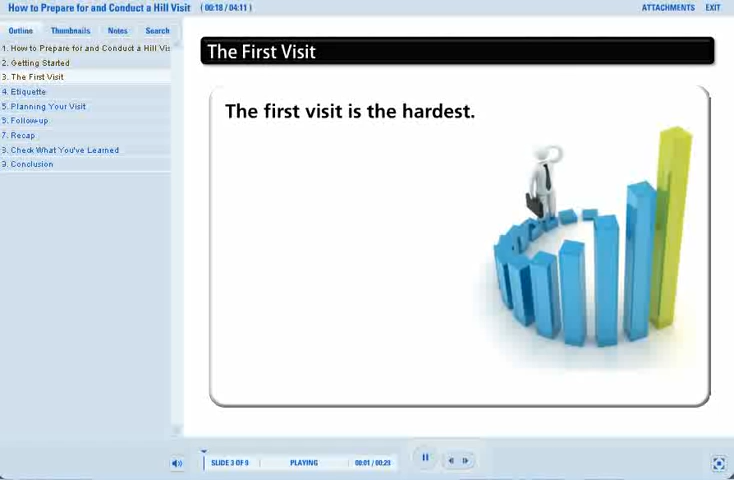 How to Prepare for and Conduct a Hill Visit (00:18 / 04:11)
ATTACHMENTS EXIT
Outline Thumbnails Notes Search
1. How to Prepare for and Conduct a Hill Vis
2. Getting Started
3. The First Visit
4. Etiquette
5. Planning Your Visit
6. Follow-up
7. Recap
8. Check What You've Learned
9. Conclusion
The First Visit
The first visit is the hardest.
SLIDE 3 OF 9 PLAYING 00:01 / 00:29